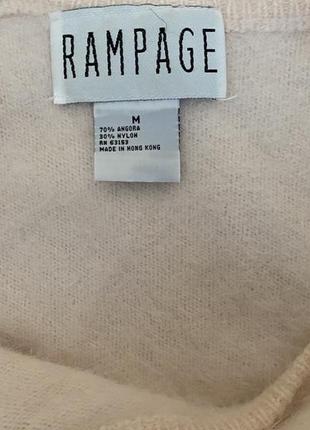 RAMPAGE
M
70% ANGORA
30% NYLON
RN 63153
MADE IN HONG KONG